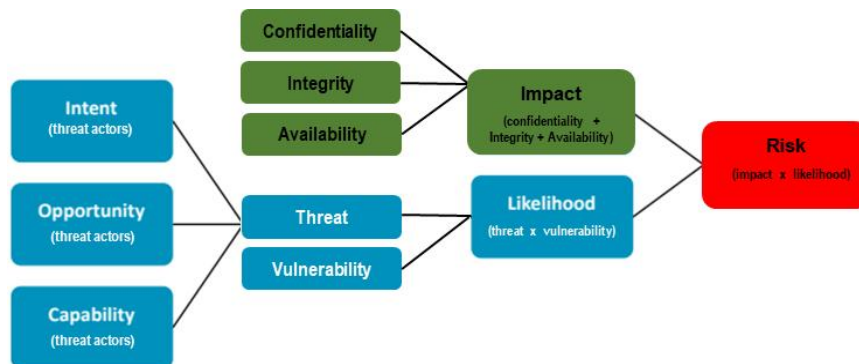 Confidentiality
Integrity
Availability
Intent
(threat actors)
Opportunity
(threat actors)
Capability
(threat actors)
Threat
Vulnerability
Impact
(confidentiality +
Integrity + Availability)
Likelihood
(threat x vulnerability)
Risk
(impact x likelihood)